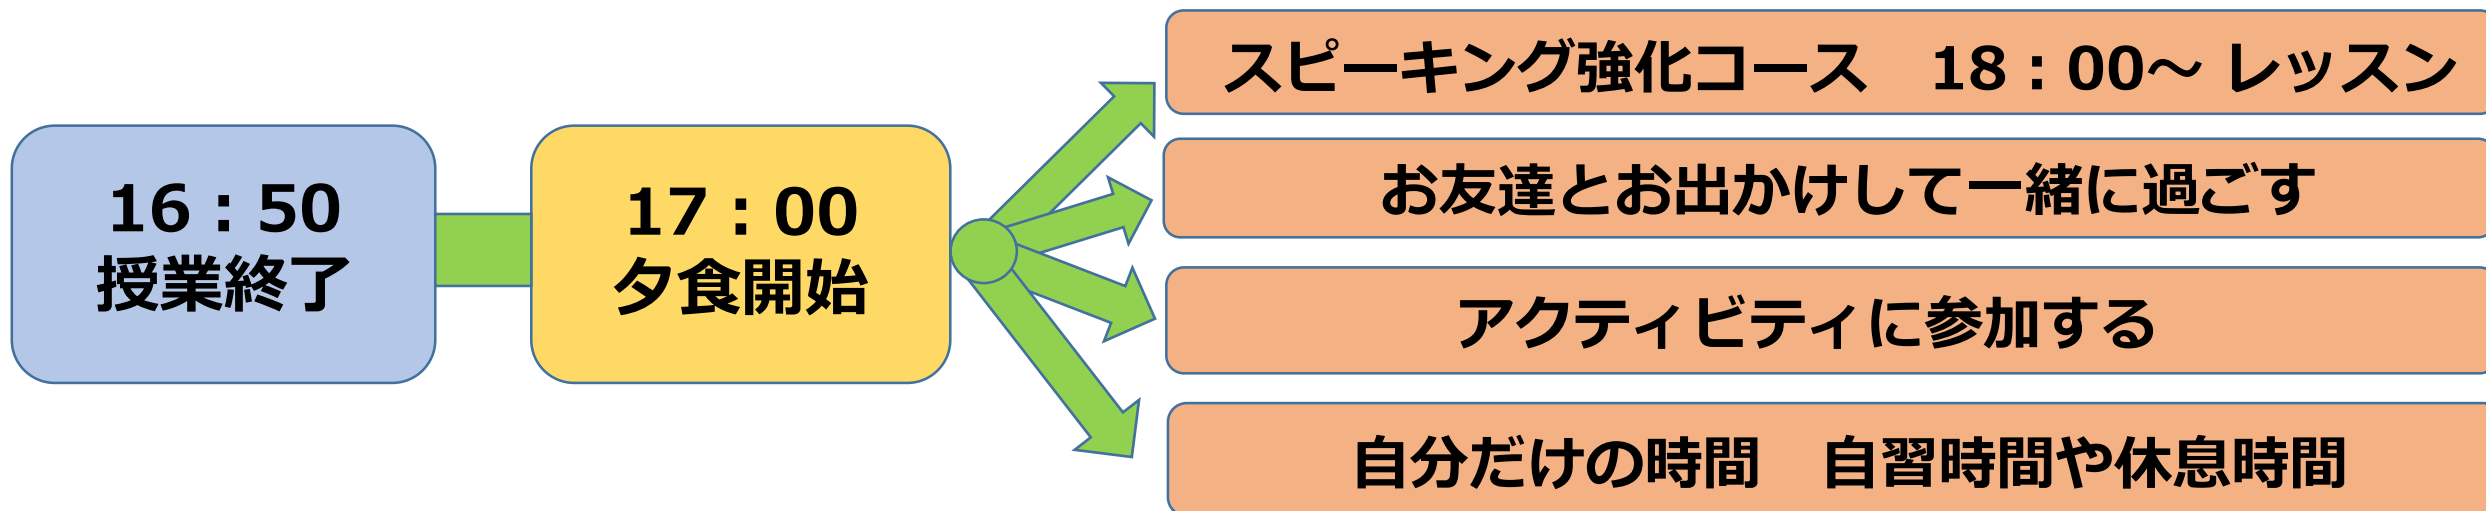 16：50
授業終了
17：00
夕食開始
スピーキング強化コース　18：00～ レッスン
お友達とお出かけして一緒に過ごす
アクティビティに参加する
自分だけの時間　自習時間や休息時間